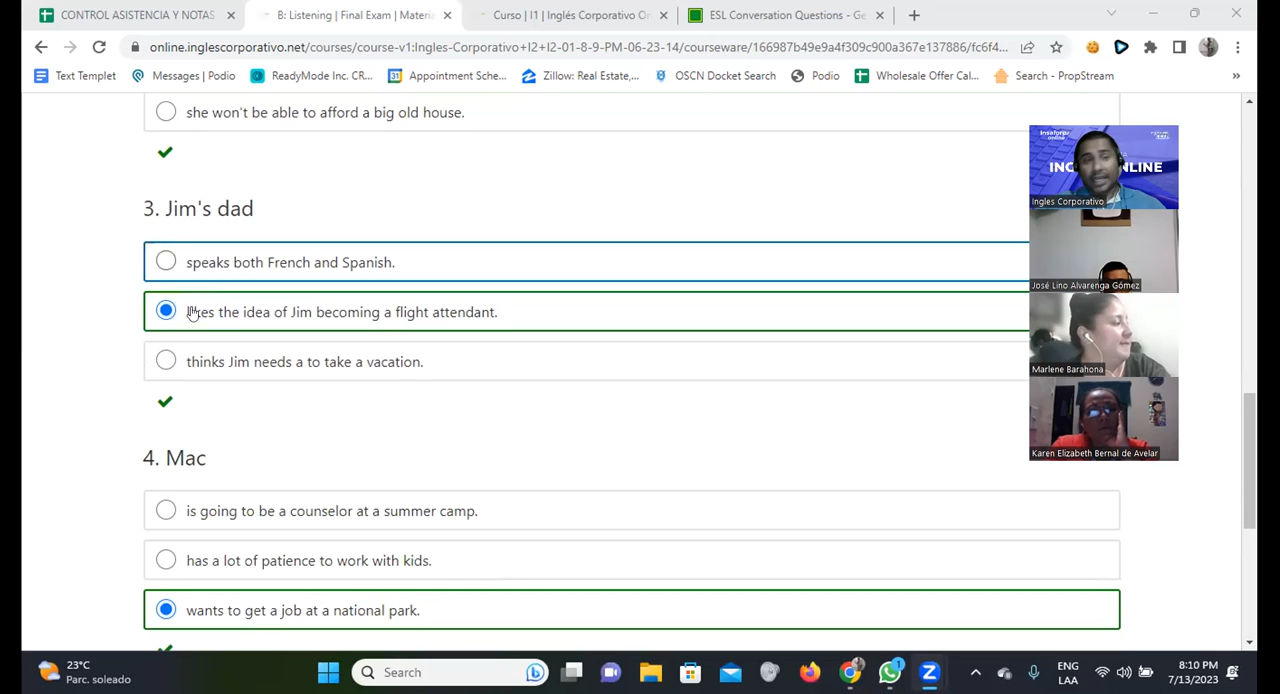 CONTROL ASISTENCIA Y NOTAS
B: Listening | Final Exam | Materia
Curso | I1 | Inglés Corporativo On
ESL Conversation Questions - Ge
online.inglescorporativo.net/courses/course-v1:Ingles-Corporativo+I2+I2-01-8-9-PM-06-23-14/courseware/166987b49e9a4f309c900a367e137886/fc6f4...
Text Templet
Messages | Podio
ReadyMode Inc. CR...
Appointment Sche...
Zillow: Real Estate,...
OSCN Docket Search
Podio
Wholesale Offer Cal...
Search - PropStream
she won't be able to afford a big old house.
3. Jim's dad
speaks both French and Spanish.
likes the idea of Jim becoming a flight attendant.
thinks Jim needs a to take a vacation.
4. Mac
is going to be a counselor at a summer camp.
has a lot of patience to work with kids.
wants to get a job at a national park.
Ingles Corporativo
José Lino Alvarenga Gómez
Marlene Barahona
Karen Elizabeth Bernal de Avelar
23°C
Parc. soleado
Search
1
ENG
LAA
8:10 PM
7/13/2023